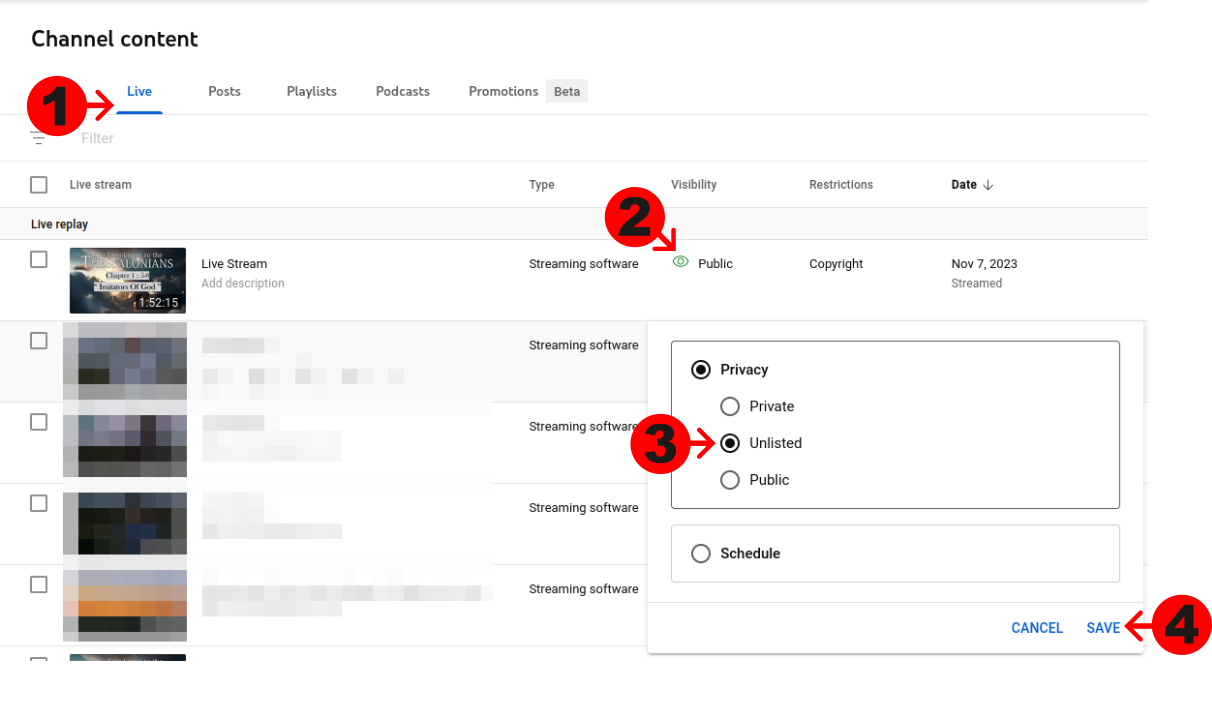 Channel content
1
Live Posts Playlists Podcasts Promotions Beta
Filter
Live stream Type Visibility Restrictions Date
2
Live replay
THESSALONIANS
Chapter 1 : 5-8
" Imitators Of God "
1:52:15
Live Stream
Add description
Streaming software
Public
Copyright
Nov 7, 2023
Streamed
Streaming software
Privacy
Private
Streaming software
3
Unlisted
Public
Streaming software
Schedule
Streaming software
CANCEL SAVE
4